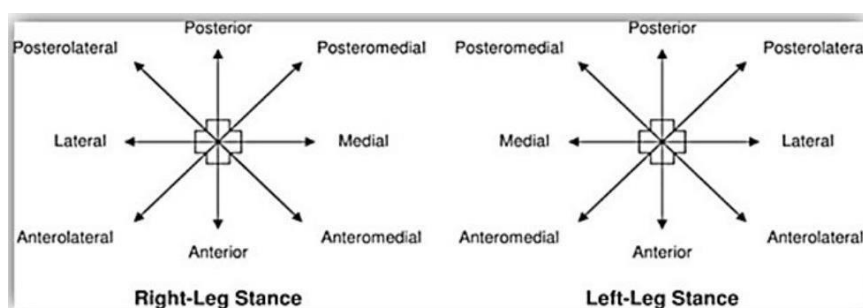 Posterior
Posterolateral
Posteromedial
Lateral
Medial
Anterolateral
Anteromedial
Anterior
Right-Leg Stance
Posterior
Posteromedial
Posterolateral
Medial
Lateral
Anteromedial
Anterolateral
Anterior
Left-Leg Stance